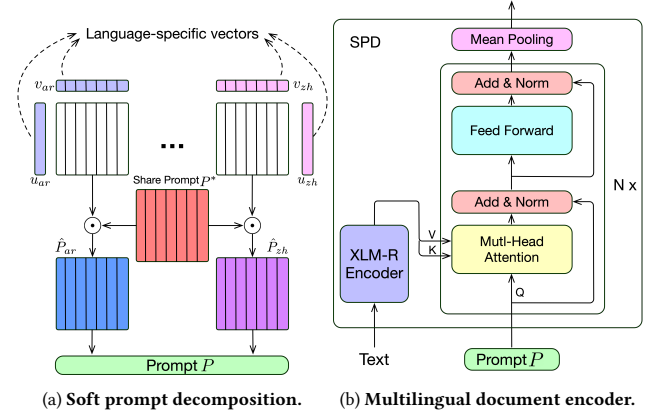 Language-specific vectors
v_ar
v_zh
u_ar
u_zh
...
Share Prompt P*
P̂_ar
P̂_zh
Prompt P
(a) Soft prompt decomposition.
SPD
Mean Pooling
Add & Norm
Feed Forward
N x
Add & Norm
XLM-R
Encoder
V
K
Mutl-Head
Attention
Q
Text
Prompt P
(b) Multilingual document encoder.